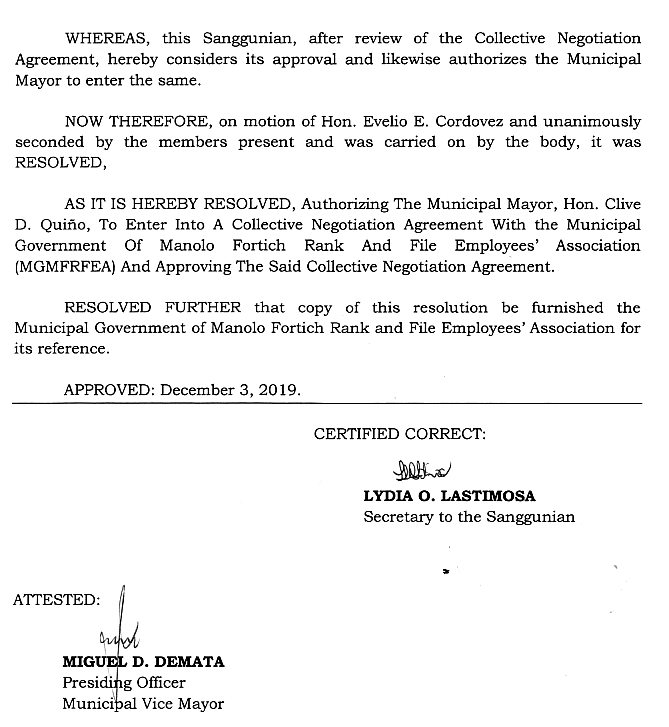 WHEREAS, this Sanggunian, after review of the Collective Negotiation
Agreement, hereby considers its approval and likewise authorizes the Municipal
Mayor to enter the same.
NOW THEREFORE, on motion of Hon. Evelio E. Cordovez and unanimously
seconded by the members present and was carried on by the body, it was
RESOLVED,
AS IT IS HEREBY RESOLVED, Authorizing The Municipal Mayor, Hon. Clive
D. Quiño, To Enter Into A Collective Negotiation Agreement With the Municipal
Government Of Manolo Fortich Rank And File Employees' Association
(MGMFRFEA) And Approving The Said Collective Negotiation Agreement.
RESOLVED FURTHER that copy of this resolution be furnished the
Municipal Government of Manolo Fortich Rank and File Employees' Association for
its reference.
APPROVED: December 3, 2019.
CERTIFIED CORRECT:
LYDIA O. LASTIMOSA
Secretary to the Sanggunian
ATTESTED:
MIGUEL D. DEMATA
Presiding Officer
Municipal Vice Mayor